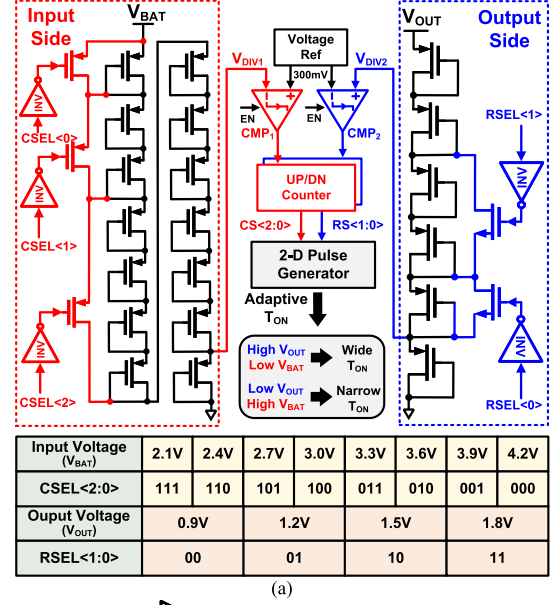 Input
Side
VBAT
INV
CSEL<0>
INV
CSEL<1>
INV
CSEL<2>
VDIV1
Voltage
Ref
300mV
VDIV2
EN
EN
CMP1
CMP2
UP/DN
Counter
CS<2:0>
RS<1:0>
2-D Pulse
Generator
Adaptive
TON
High VOUT
Low VBAT
Wide
TON
Low VOUT
High VBAT
Narrow
TON
VOUT
Output
Side
RSEL<1>
INV
INV
RSEL<0>
Input Voltage (VBAT) 2.1V 2.4V 2.7V 3.0V 3.3V 3.6V 3.9V 4.2V
CSEL<2:0> 111 110 101 100 011 010 001 000
Ouput Voltage (VOUT) 0.9V 1.2V 1.5V 1.8V
RSEL<1:0> 00 01 10 11
(a)